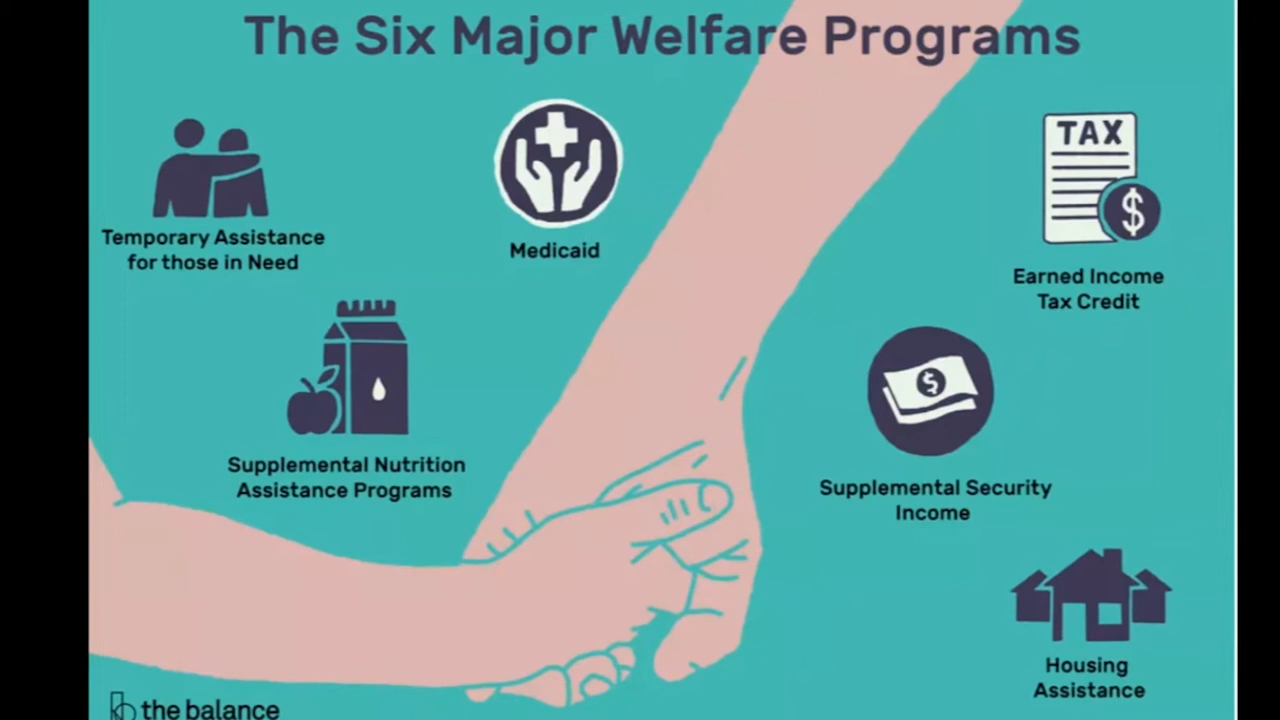 The Six Major Welfare Programs
Temporary Assistance
for those in Need
Medicaid
TAX
$
Earned Income
Tax Credit
Supplemental Nutrition
Assistance Programs
$
Supplemental Security
Income
Housing
Assistance
the balance